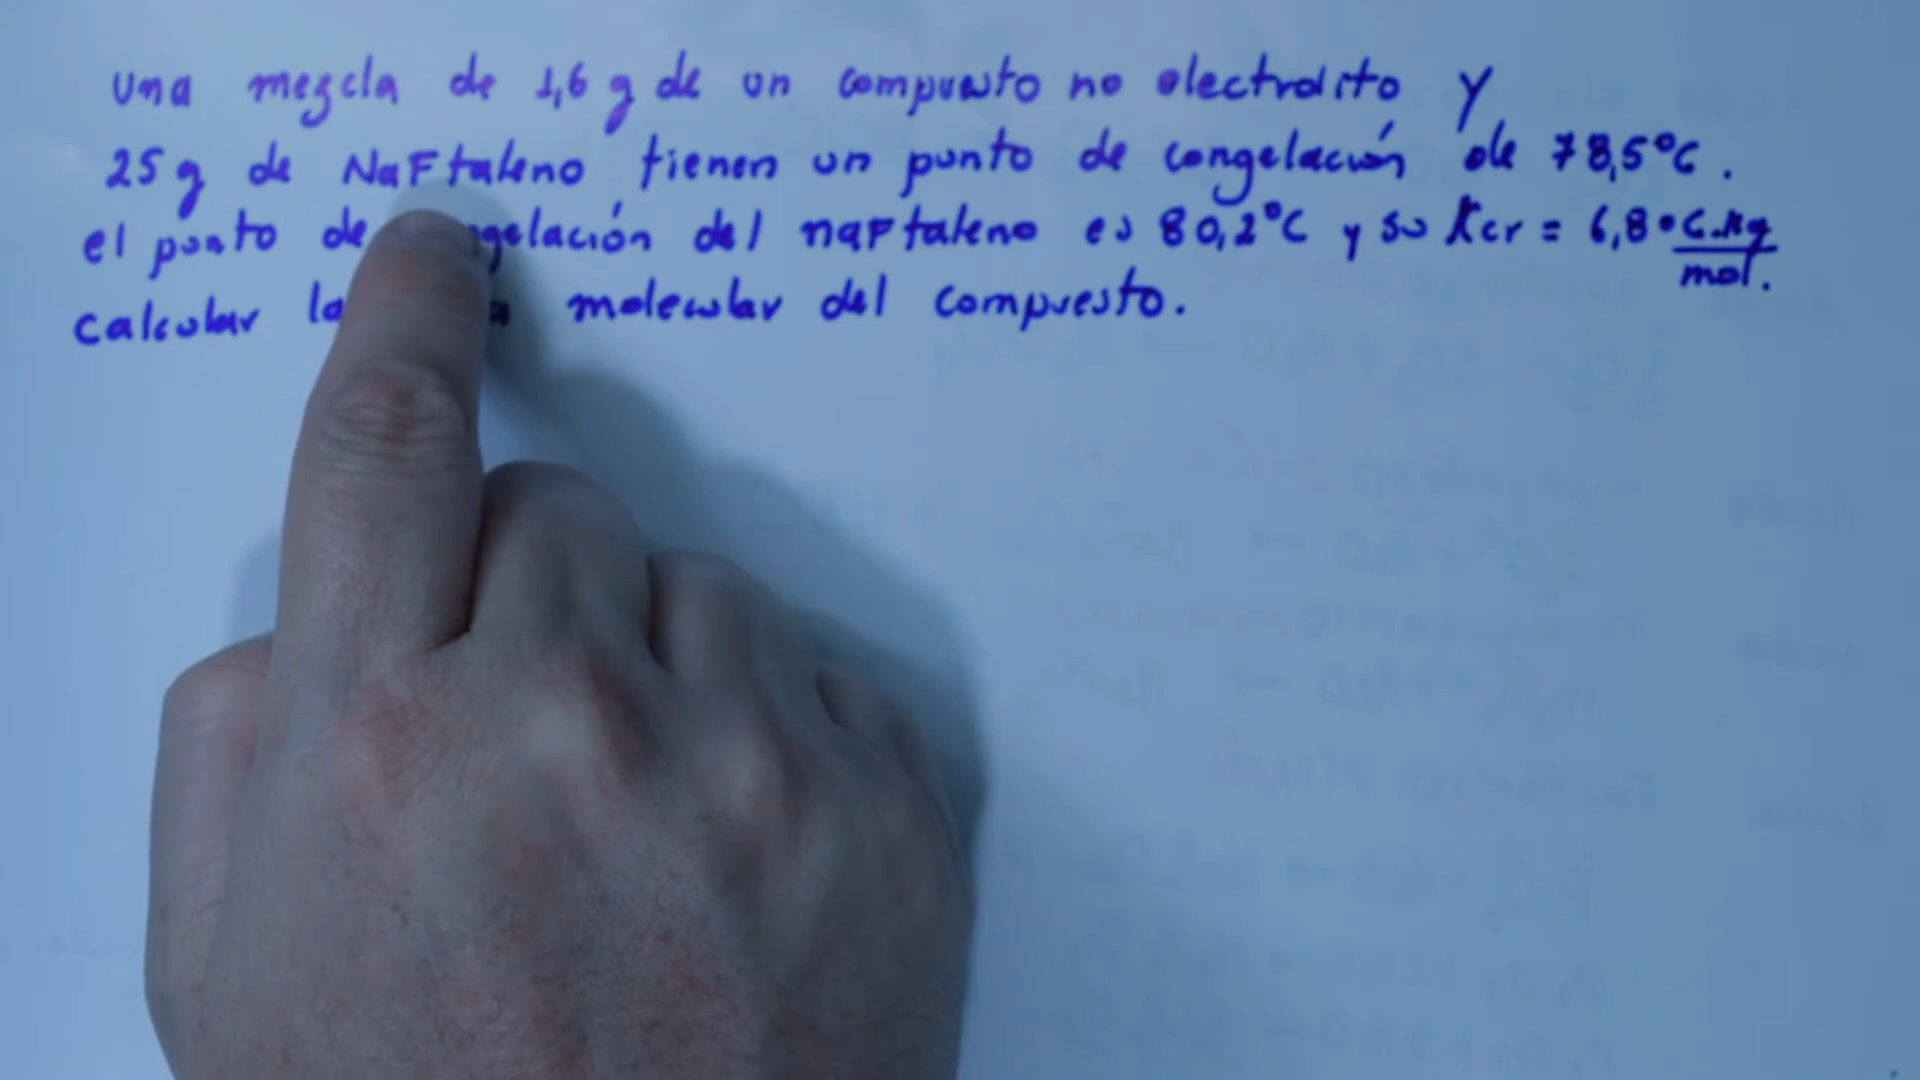 Una mezcla de 1,6 g de un compuesto no electrolito y
25 g de NaFtaleno tienen un punto de congelación de 78,5°C.
el punto de congelación del naFtaleno es 80,2°C y su Kcr = 6,8 °C.Kg/mol.
calcular la molecular del compuesto.